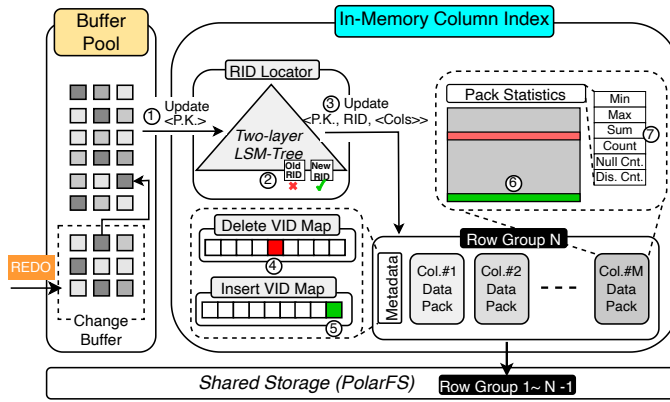 Buffer
Pool
In-Memory Column Index
RID Locator
① Update
<P.K.>
Two-layer
LSM-Tree
②
Old
RID
New
RID
③ Update
<P.K., RID, <Cols>>
Pack Statistics
Min
Max
Sum
Count
Null Cnt.
Dis. Cnt.
⑦
⑥
Delete VID Map
④
Insert VID Map
⑤
REDO
Change
Buffer
Row Group N
Metadata
Col.#1
Data
Pack
Col.#2
Data
Pack
Col.#M
Data
Pack
Shared Storage (PolarFS)
Row Group 1~ N -1